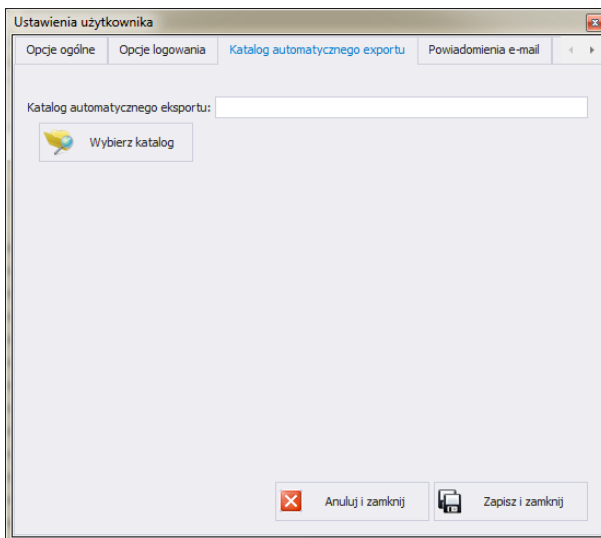 Ustawienia użytkownika
Opcje ogólne Opcje logowania Katalog automatycznego exportu Powiadomienia e-mail
Katalog automatycznego eksportu:
Wybierz katalog
Anuluj i zamknij Zapisz i zamknij